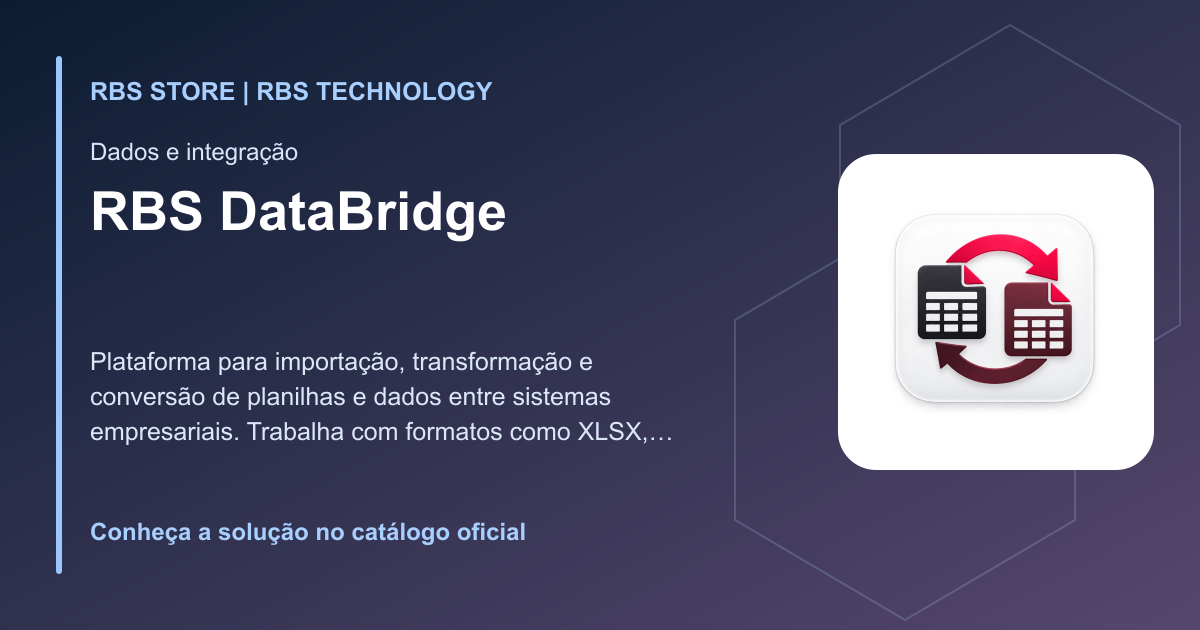 RBS STORE | RBS TECHNOLOGY
Dados e integração
RBS DataBridge
Plataforma para importação, transformação e
conversão de planilhas e dados entre sistemas
empresariais. Trabalha com formatos como XLSX,…
Conheça a solução no catálogo oficial